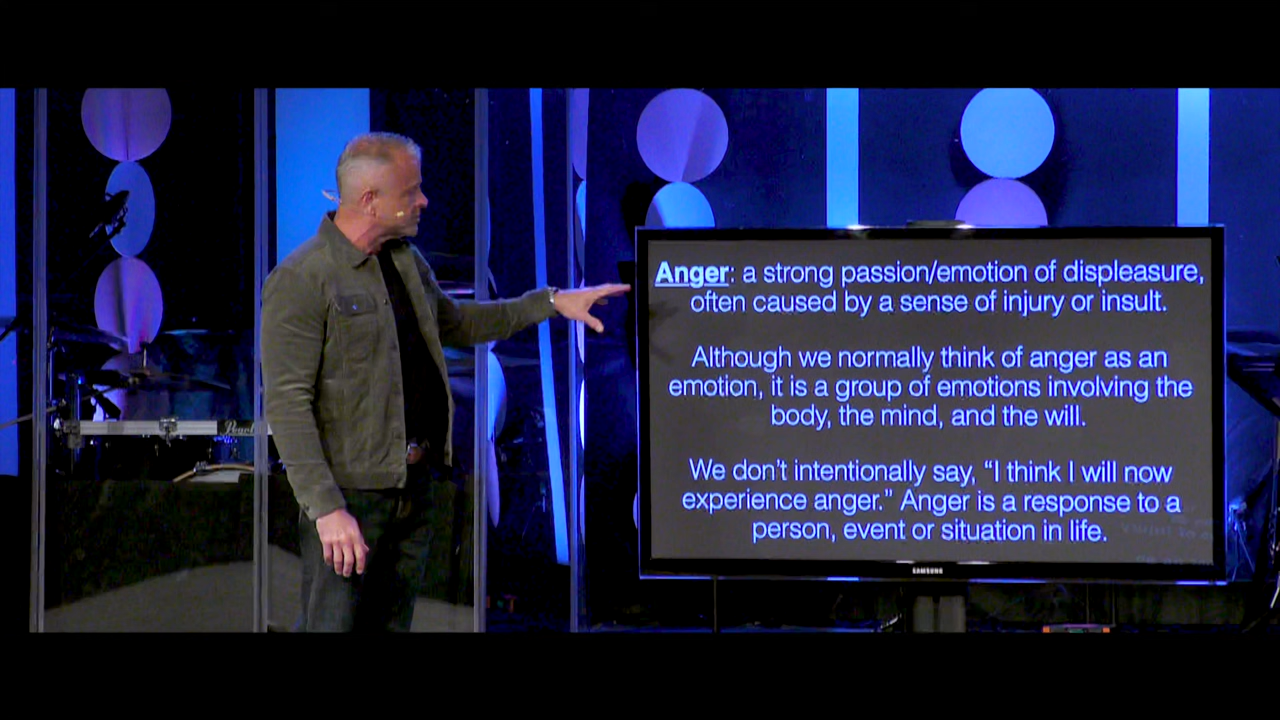 Anger: a strong passion/emotion of displeasure,
often caused by a sense of injury or insult.
Although we normally think of anger as an
emotion, it is a group of emotions involving the
body, the mind, and the will.
We don't intentionally say, “I think I will now
experience anger.” Anger is a response to a
person, event or situation in life.
SAMSUNG